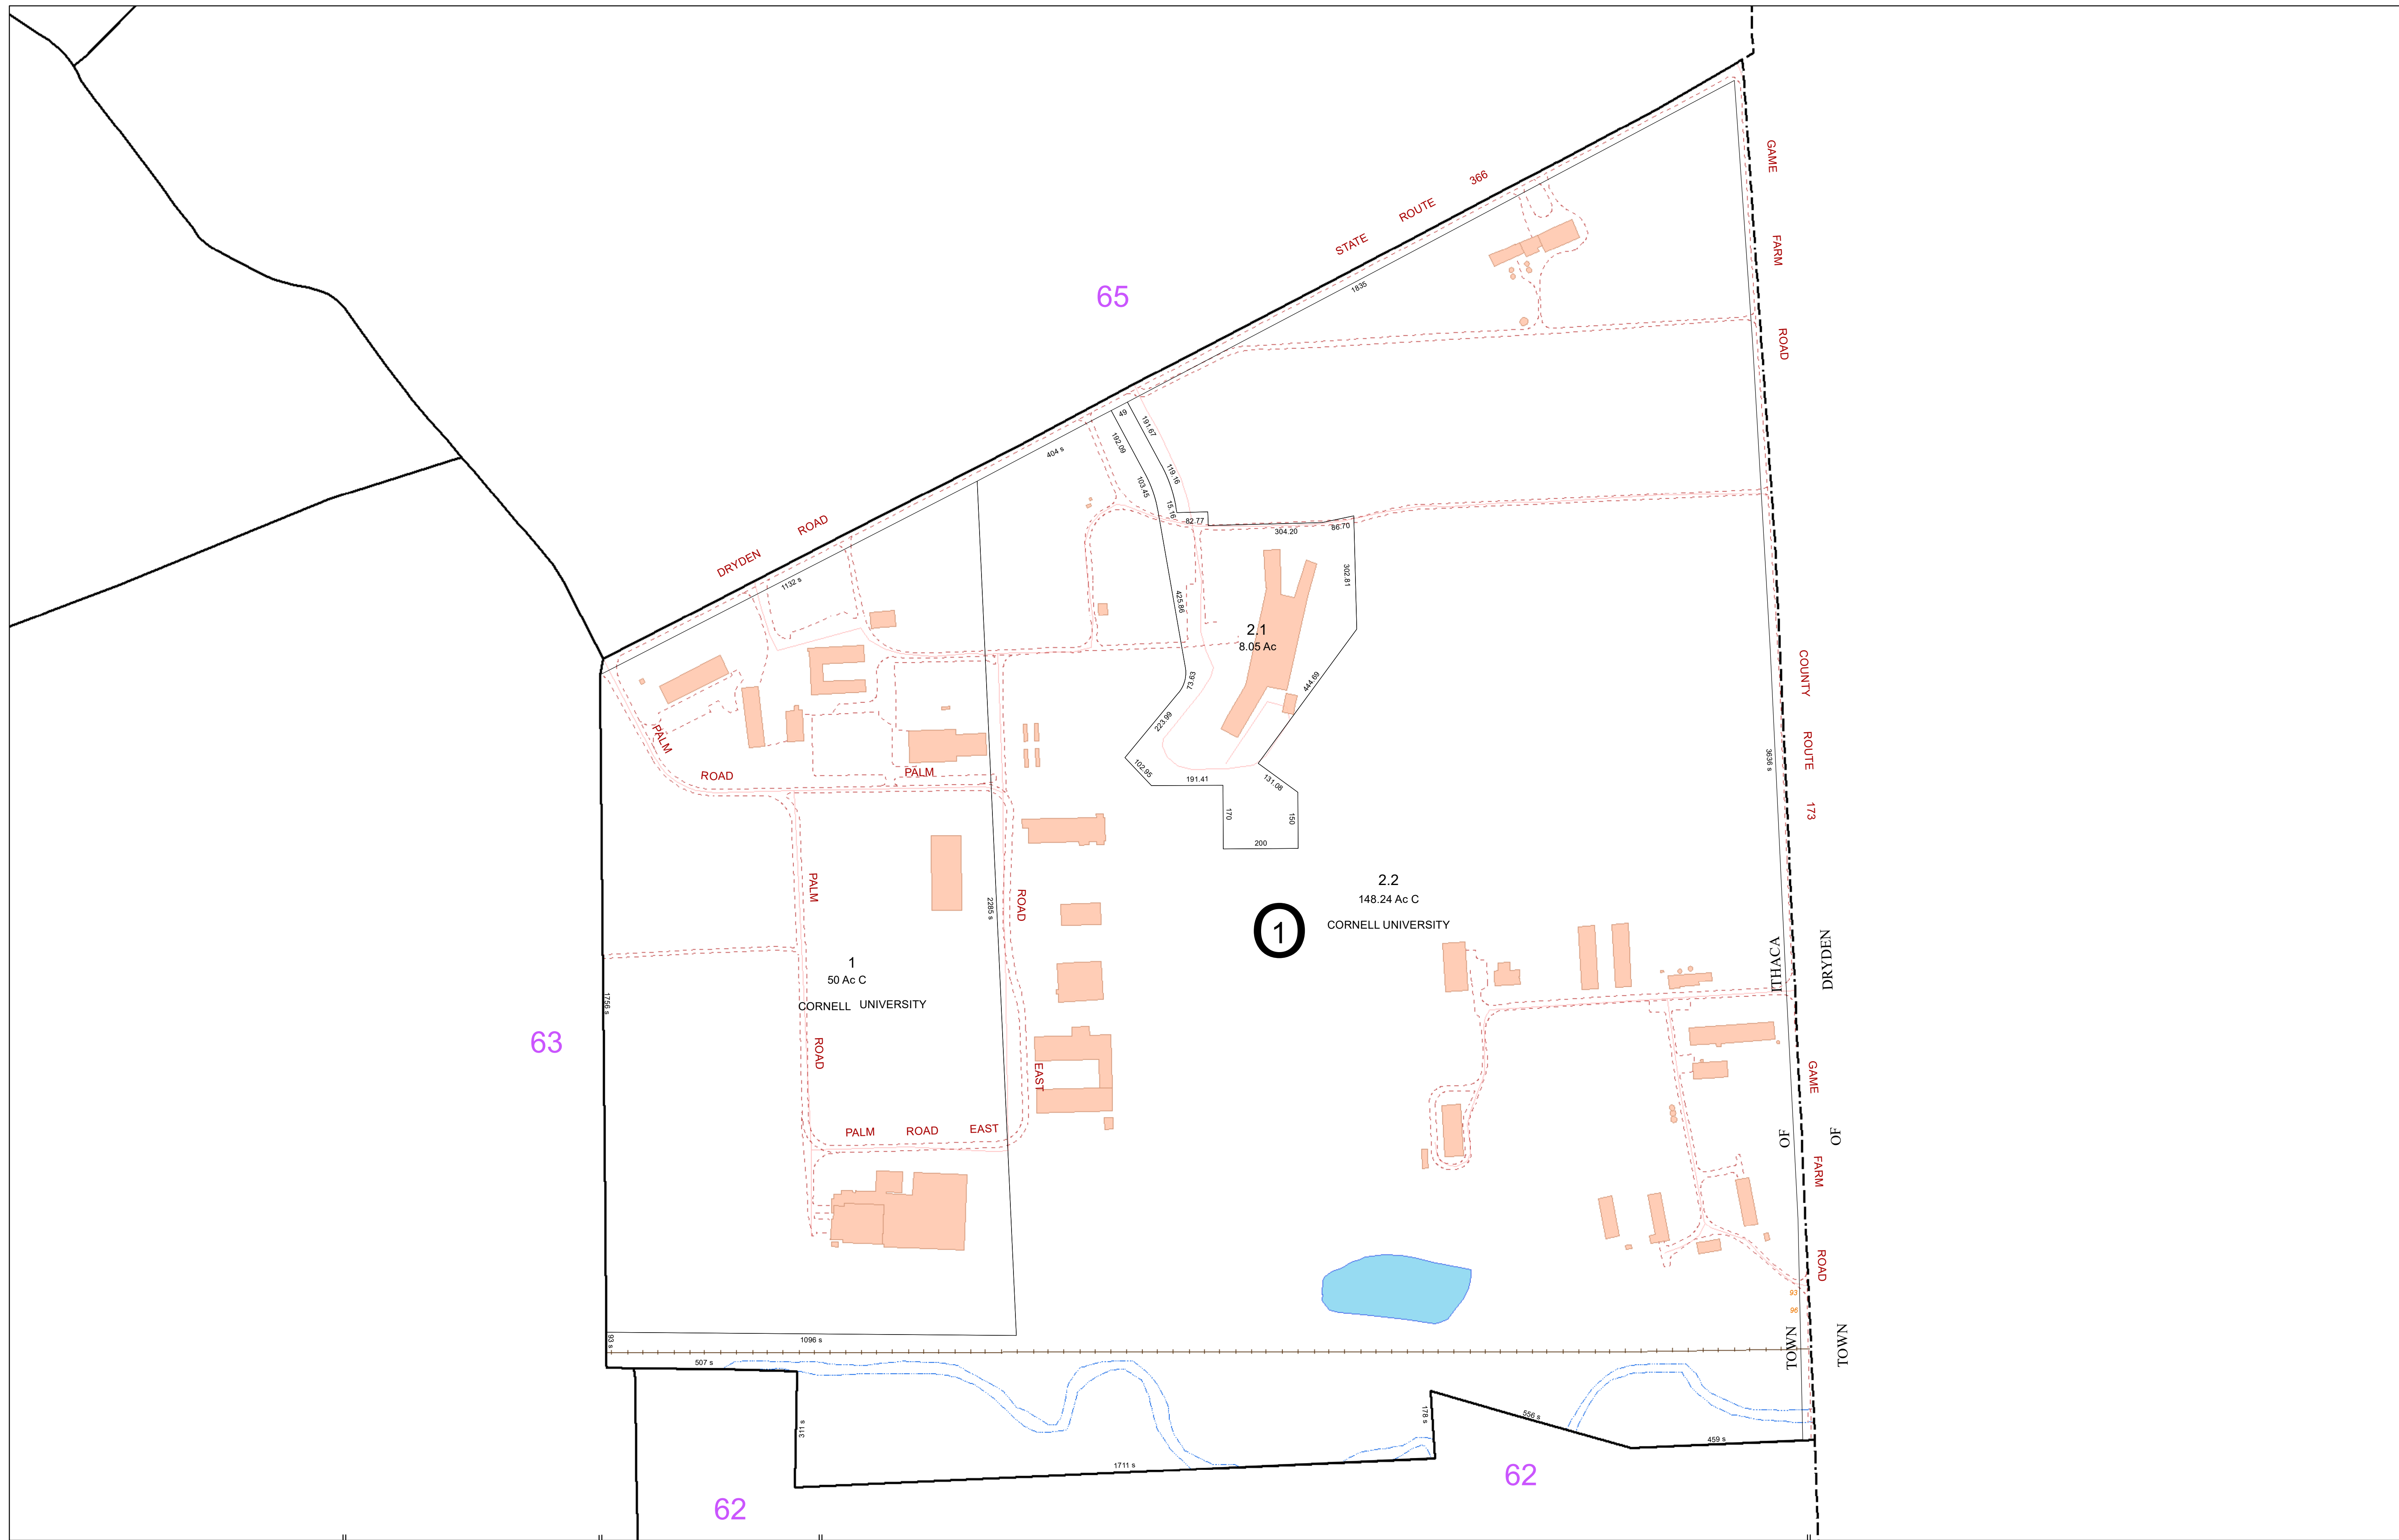 GAME
FARM
ROAD
366
ROUTE
STATE
65
1835
49
191.67
192.09
404 s
119.16
103.45
15.16
82.77
304.20
86.70
DRYDEN ROAD
1132 s
302.81
425.86
2.1
8.05 Ac
73.63
444.69
223.99
COUNTY
ROUTE
173
3636 s
PALM
ROAD
PALM
102.95
191.41
131.08
170
150
200
PALM
ROAD
2285 s
ROAD
EAST
2.2
148.24 Ac C
CORNELL UNIVERSITY
1
1
50 Ac C
CORNELL UNIVERSITY
1756 s
63
ITHACA
OF
TOWN
DRYDEN
OF
TOWN
GAME
FARM
ROAD
PALM ROAD EAST
93
96
93 s
1096 s
507 s
311 s
1711 s
178 s
556 s
459 s
62
62